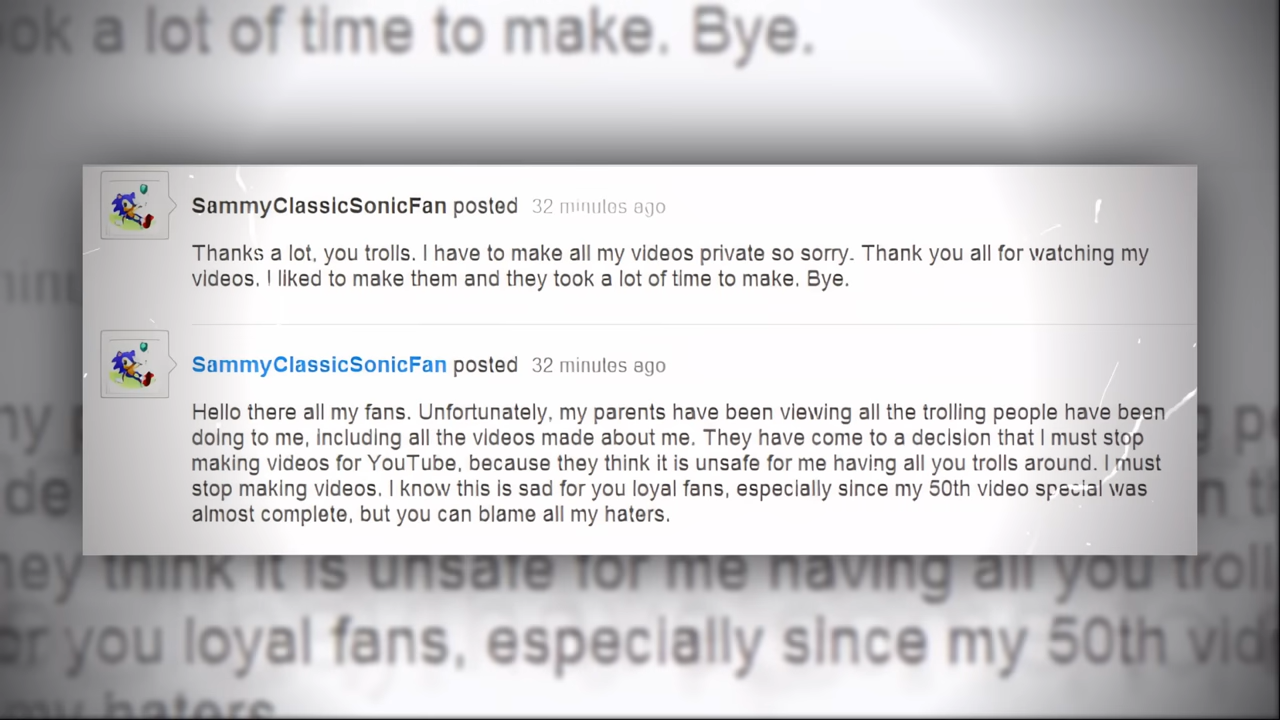 ook a lot of time to make. Bye.
SammyClassicSonicFan posted 32 minutes ago
Thanks a lot, you trolls. I have to make all my videos private so sorry. Thank you all for watching my
videos. I liked to make them and they took a lot of time to make. Bye.
SammyClassicSonicFan posted 32 minutes ago
Hello there all my fans. Unfortunately, my parents have been viewing all the trolling people have been
doing to me, including all the videos made about me. They have come to a decision that I must stop
making videos for YouTube, because they think it is unsafe for me having all you trolls around. I must
stop making videos. I know this is sad for you loyal fans, especially since my 50th video special was
almost complete, but you can blame all my haters.
hey think it is unsafe for me having all you troll
er you loyal fans, especially since my 50th vide
my haters.